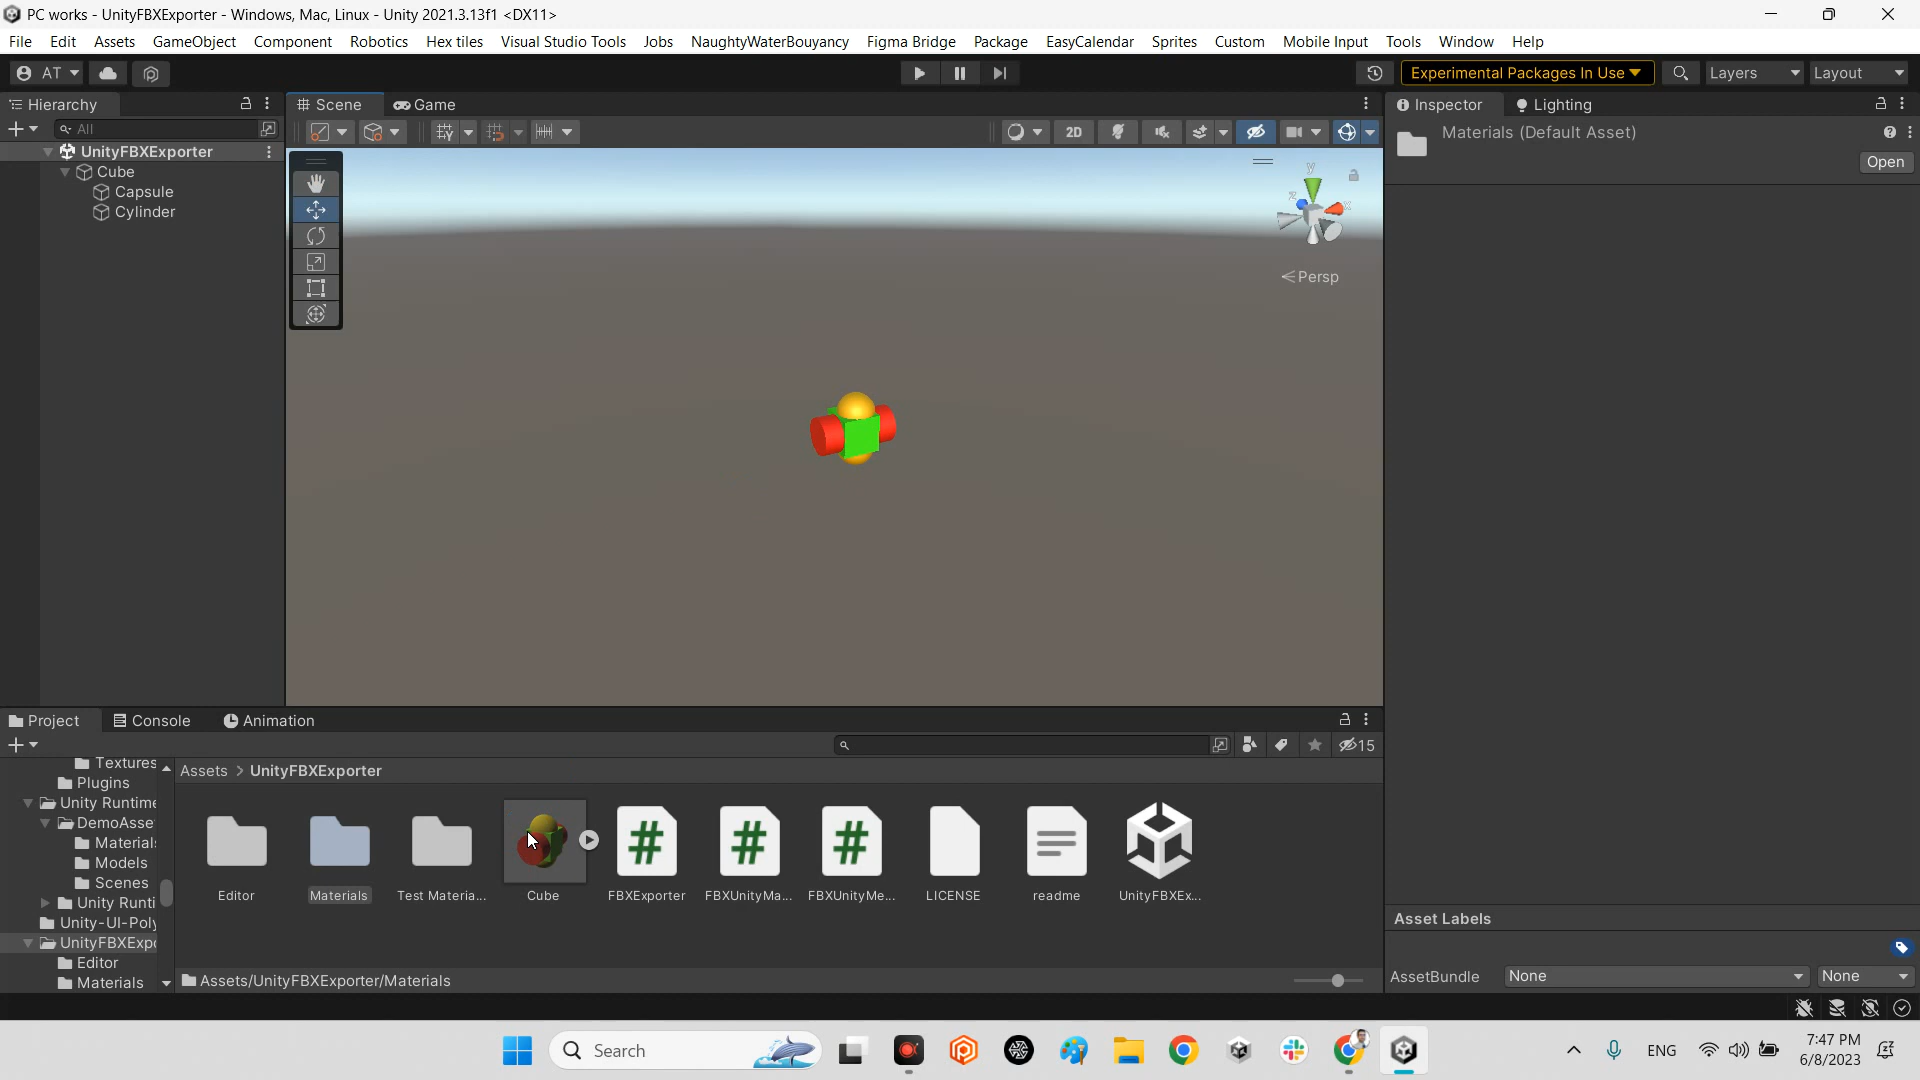 PC works - UnityFBXExporter - Windows, Mac, Linux - Unity 2021.3.13f1 <DX11>
File Edit Assets GameObject Component Robotics Hex tiles Visual Studio Tools Jobs NaughtyWaterBouyancy Figma Bridge Package EasyCalendar Sprites Custom Mobile Input Tools Window Help
AT Experimental Packages In Use Layers Layout
Hierarchy Scene Game Inspector Lighting
All 2D Materials (Default Asset)
Open
UnityFBXExporter
Cube
Capsule
Cylinder
y
z x
Persp
Project Console Animation
15
Assets > UnityFBXExporter
Textures
Plugins
Unity Runtime
DemoAsse
Materials
Models
Scenes
Unity Runti
Unity-UI-Poly
UnityFBXExpo
Editor
Materials
Editor Materials Test Materia... Cube FBXExporter FBXUnityMa... FBXUnityMe... LICENSE readme UnityFBXEx...
Assets/UnityFBXExporter/Materials
Asset Labels
AssetBundle None None
Search
ENG
7:47 PM
6/8/2023